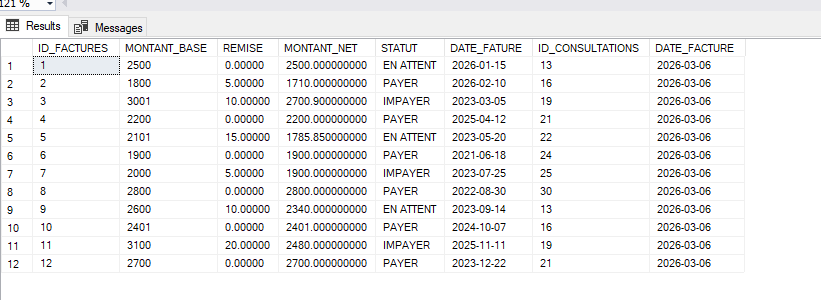 121 %
Results Messages
ID_FACTURES MONTANT_BASE REMISE MONTANT_NET STATUT DATE_FATURE ID_CONSULTATIONS DATE_FACTURE
1 1 2500 0.00000 2500.000000000 EN ATTENT 2026-01-15 13 2026-03-06
2 2 1800 5.00000 1710.000000000 PAYER 2026-02-10 16 2026-03-06
3 3 3001 10.00000 2700.900000000 IMPAYER 2023-03-05 19 2026-03-06
4 4 2200 0.00000 2200.000000000 PAYER 2025-04-12 21 2026-03-06
5 5 2101 15.00000 1785.850000000 EN ATTENT 2023-05-20 22 2026-03-06
6 6 1900 0.00000 1900.000000000 PAYER 2021-06-18 24 2026-03-06
7 7 2000 5.00000 1900.000000000 IMPAYER 2023-07-25 25 2026-03-06
8 8 2800 0.00000 2800.000000000 PAYER 2022-08-30 30 2026-03-06
9 9 2600 10.00000 2340.000000000 EN ATTENT 2023-09-14 13 2026-03-06
10 10 2401 0.00000 2401.000000000 PAYER 2024-10-07 16 2026-03-06
11 11 3100 20.00000 2480.000000000 IMPAYER 2025-11-11 19 2026-03-06
12 12 2700 0.00000 2700.000000000 PAYER 2023-12-22 21 2026-03-06